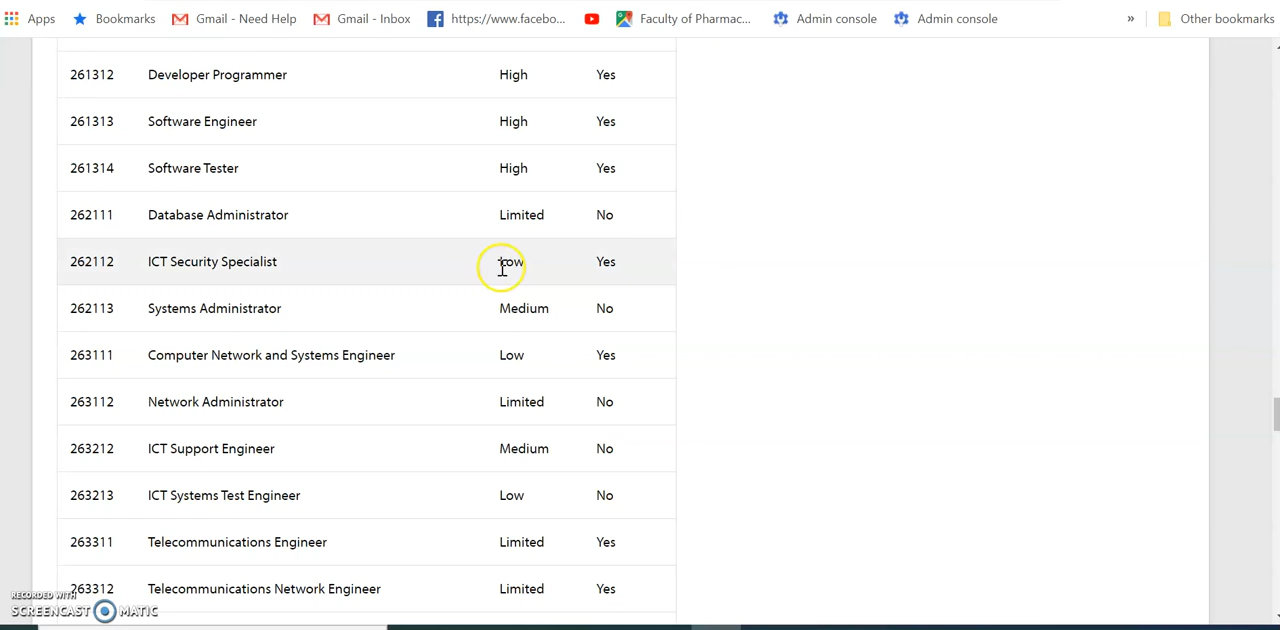 Apps Bookmarks Gmail - Need Help Gmail - Inbox https://www.facebo... Faculty of Pharmac... Admin console Admin console » Other bookmarks
261312 Developer Programmer High Yes
261313 Software Engineer High Yes
261314 Software Tester High Yes
262111 Database Administrator Limited No
262112 ICT Security Specialist Low Yes
262113 Systems Administrator Medium No
263111 Computer Network and Systems Engineer Low Yes
263112 Network Administrator Limited No
263212 ICT Support Engineer Medium No
263213 ICT Systems Test Engineer Low No
263311 Telecommunications Engineer Limited Yes
263312 Telecommunications Network Engineer Limited Yes
RECORDED WITH
SCREENCAST MATIC